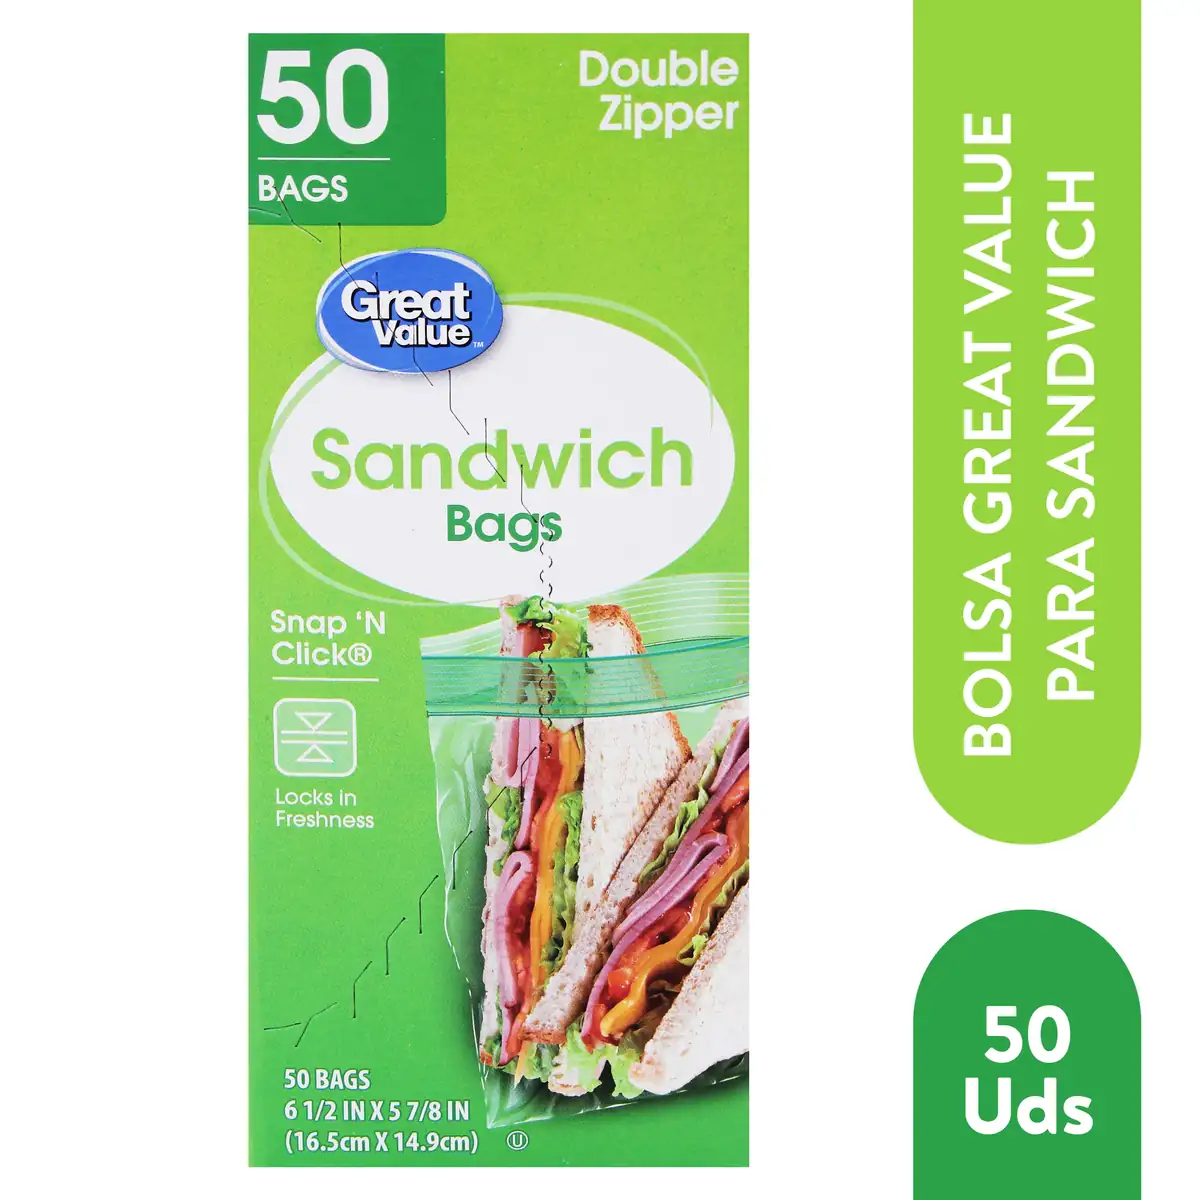 50
BAGS
Double
Zipper
Great
Value™
Sandwich
Bags
Snap ‘N
Click®
Locks in
Freshness
50 BAGS
6 1/2 IN X 5 7/8 IN
(16.5cm X 14.9cm) U
BOLSA GREAT VALUE
PARA SANDWICH
50
Uds